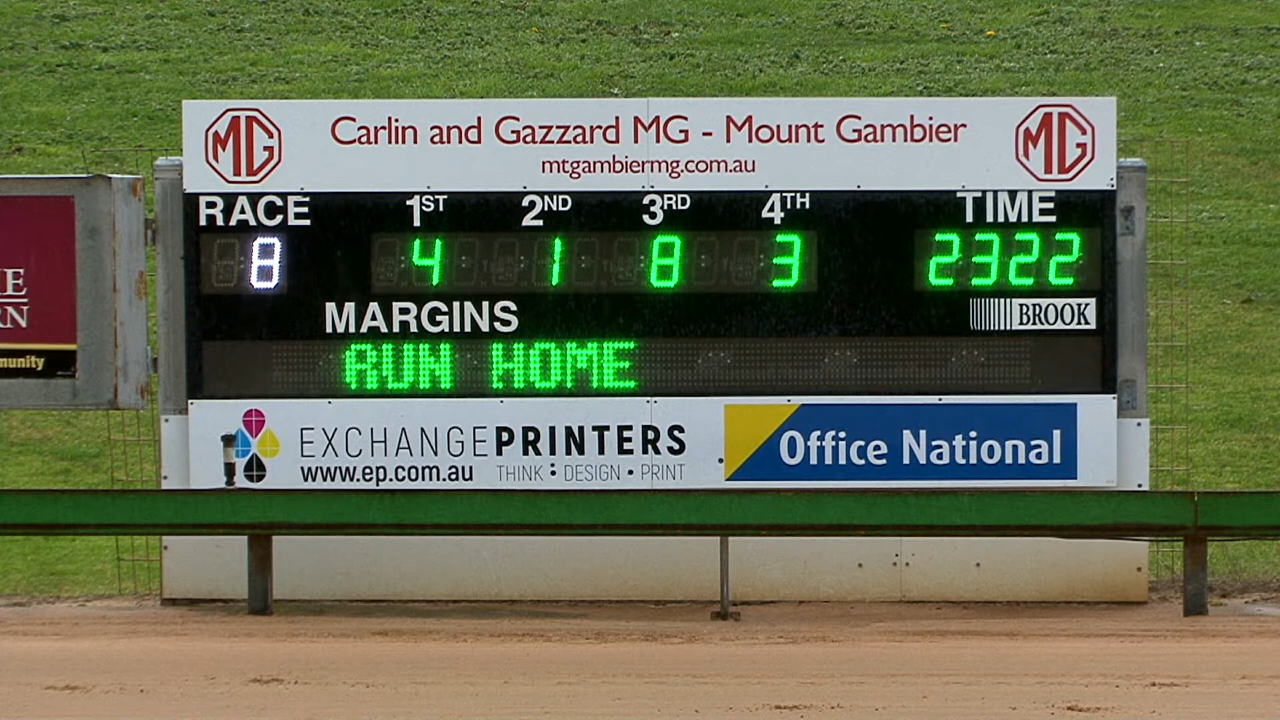 MG Carlin and Gazzard MG - Mount Gambier MG
mtgambiermg.com.au
RACE 1ST 2ND 3RD 4TH TIME
8 4 1 8 3 2322
MARGINS BROOK
RUN HOME
EXCHANGEPRINTERS
www.ep.com.au THINK : DESIGN • PRINT
Office National